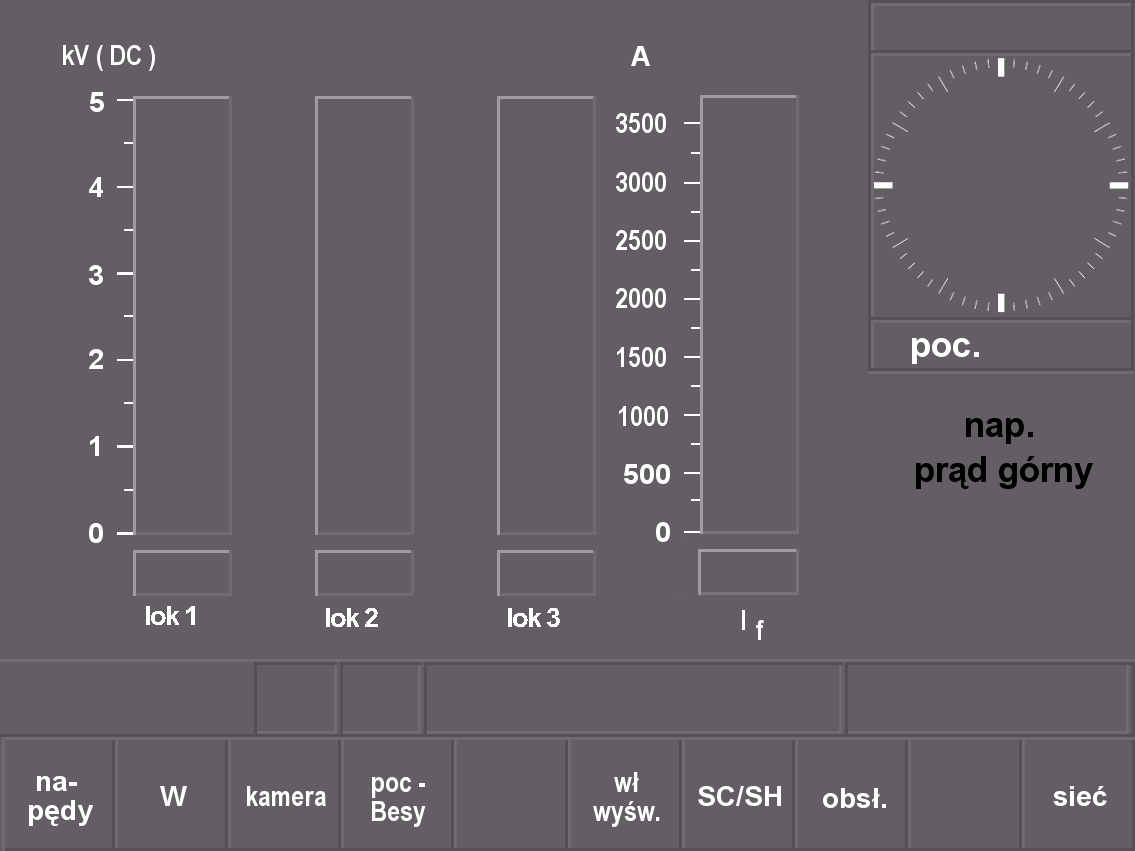 kV ( DC )
A
5
4
3
2
1
0
3500
3000
2500
2000
1500
1000
500
0
lok 1
lok 2
lok 3
I f
poc.
nap.
prąd górny
na-
pędy
W
kamera
poc -
Besy
wł
wyśw.
SC/SH
obsł.
sieć